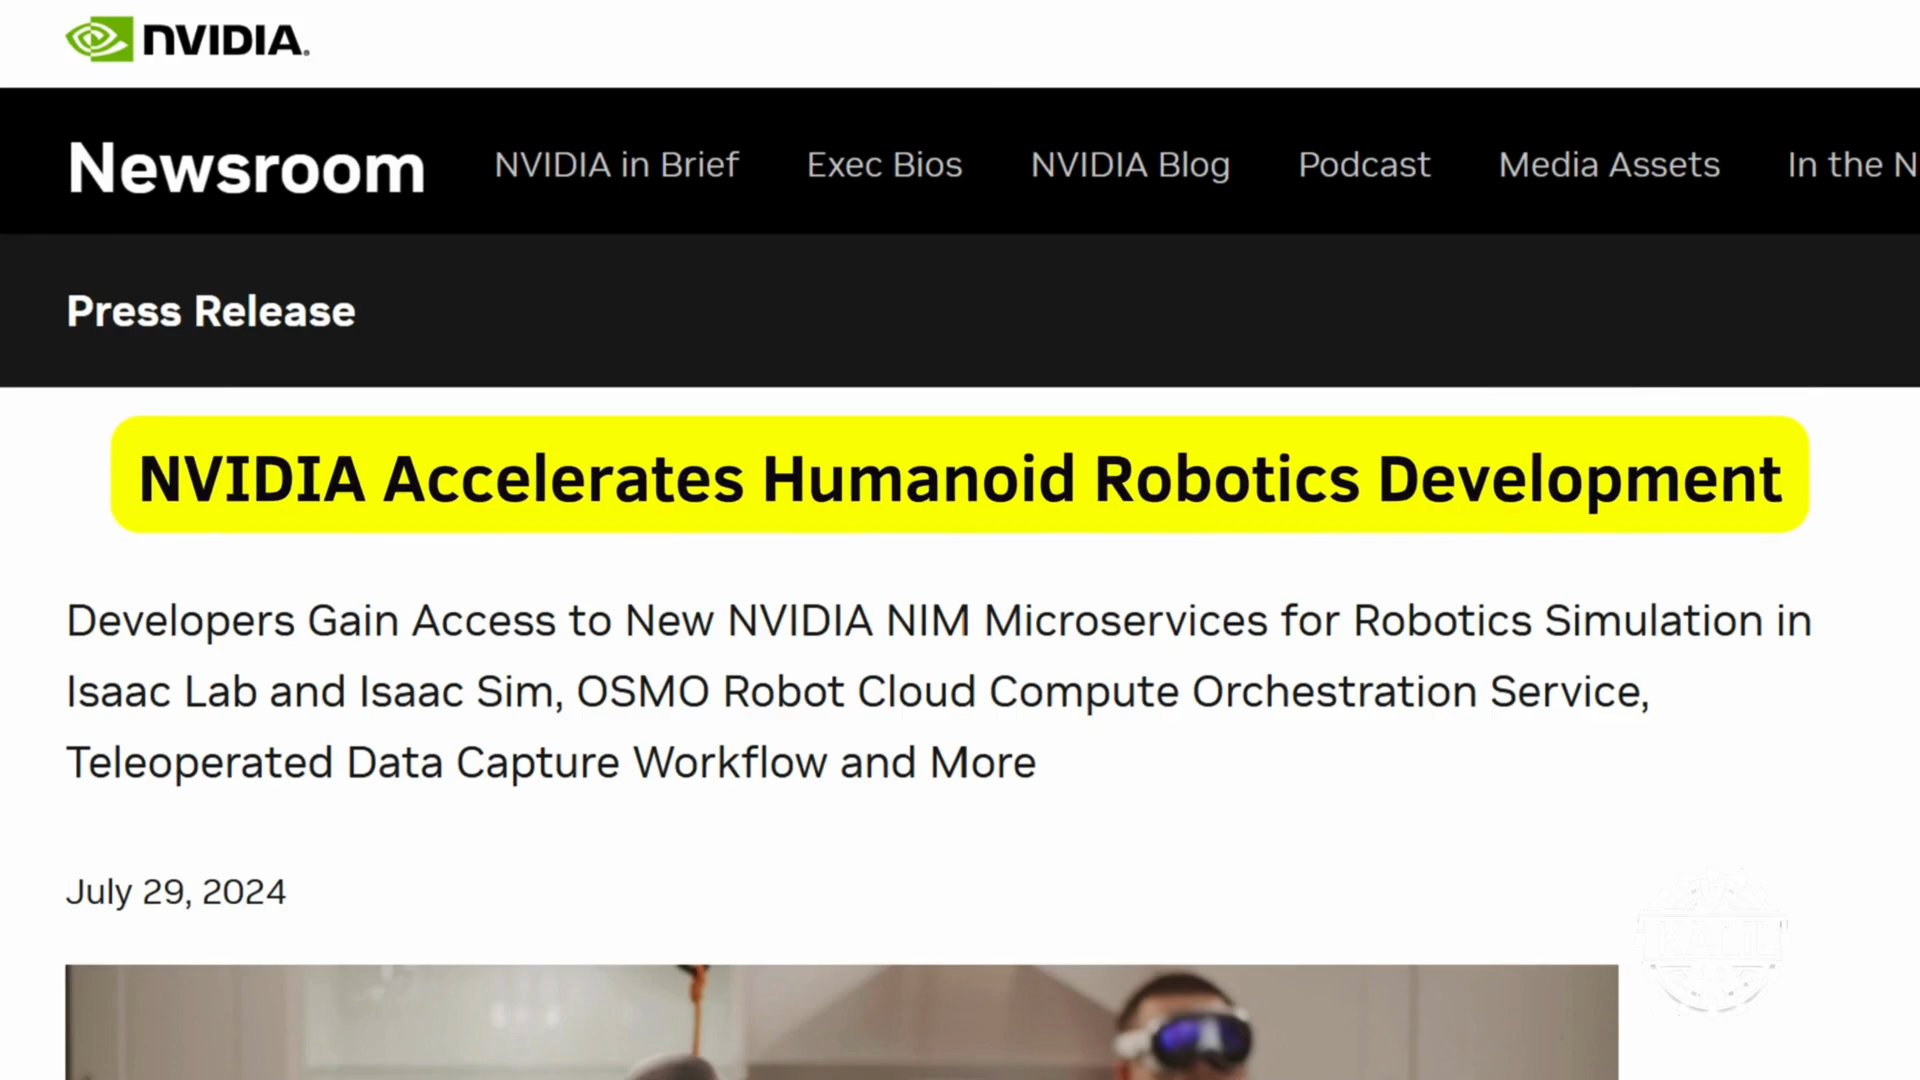 NVIDIA.
Newsroom
NVIDIA in Brief
Exec Bios
NVIDIA Blog
Podcast
Media Assets
In the N
Press Release
NVIDIA Accelerates Humanoid Robotics Development
Developers Gain Access to New NVIDIA NIM Microservices for Robotics Simulation in
Isaac Lab and Isaac Sim, OSMO Robot Cloud Compute Orchestration Service,
Teleoperated Data Capture Workflow and More
July 29, 2024